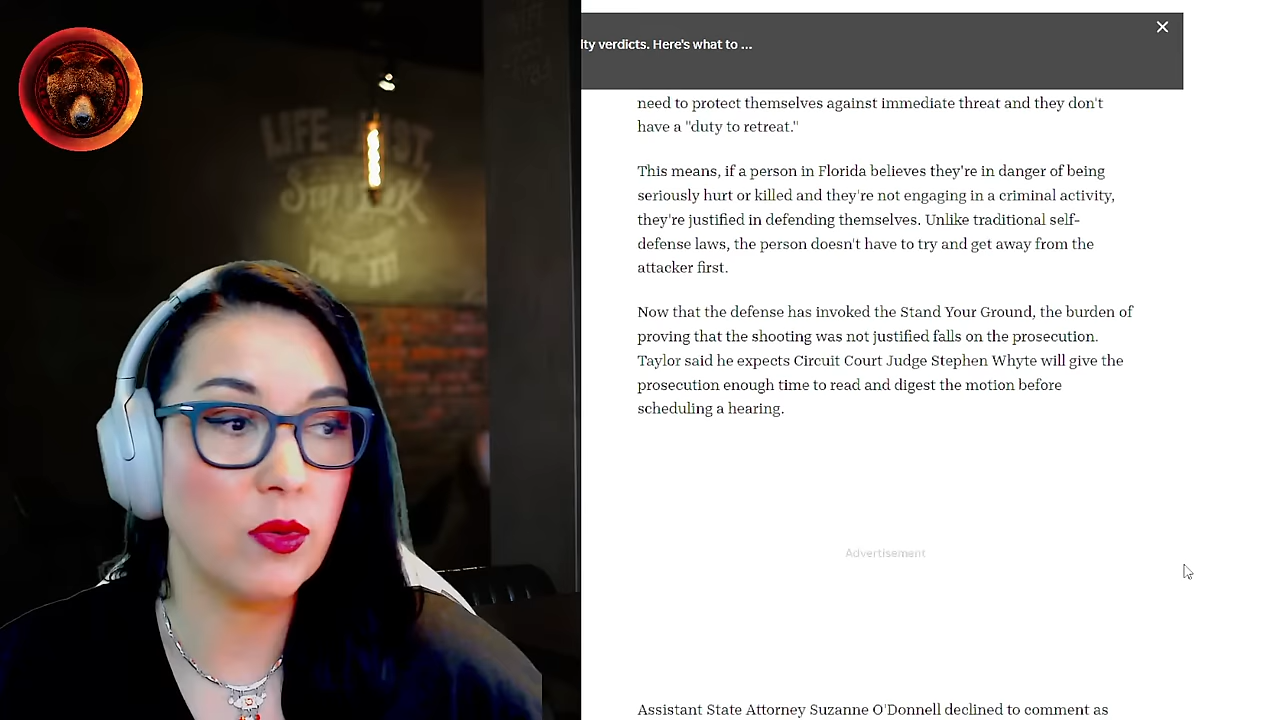 LIFE
lty verdicts. Here's what to ...
need to protect themselves against immediate threat and they don't
have a "duty to retreat."
This means, if a person in Florida believes they're in danger of being
seriously hurt or killed and they're not engaging in a criminal activity,
they're justified in defending themselves. Unlike traditional self-
defense laws, the person doesn't have to try and get away from the
attacker first.
Now that the defense has invoked the Stand Your Ground, the burden of
proving that the shooting was not justified falls on the prosecution.
Taylor said he expects Circuit Court Judge Stephen Whyte will give the
prosecution enough time to read and digest the motion before
scheduling a hearing.
Advertisement
Assistant State Attorney Suzanne O'Donnell declined to comment as